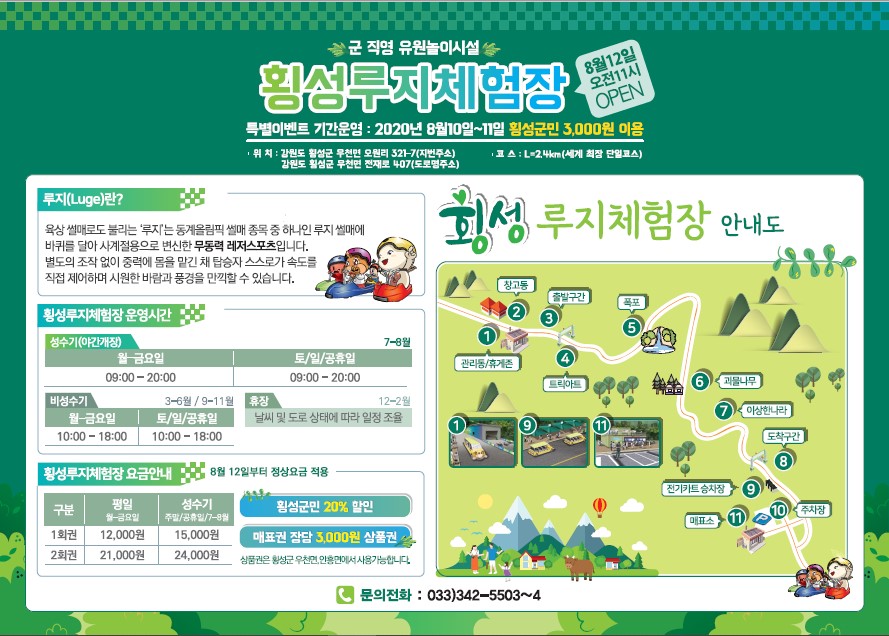 군 직영 유원놀이시설
횡성루지체험장
8월12일
오전11시
OPEN
특별이벤트 기간운영 : 2020년 8월10일~11일 횡성군민 3,000원 이용
· 위 치 : 강원도 횡성군 우천면 오원리 321-7(지번주소)
강원도 횡성군 우천면 전재로 407(도로명주소)
· 코 스 : L=2.4km(세계 최장 단일코스)
루지(Luge)란?
육상 썰매로도 불리는 '루지'는 동계올림픽 썰매 종목 중 하나인 루지 썰매에
바퀴를 달아 사계절용으로 변신한 무동력 레저스포츠입니다.
별도의 조작 없이 중력에 몸을 맡긴 채 탑승자 스스로가 속도를
직접 제어하며 시원한 바람과 풍경을 만끽할 수 있습니다.
횡성루지체험장 운영시간
성수기(야간개장) 7-8월
월-금요일 토/일/공휴일
09:00 - 20:00 09:00 - 20:00
비성수기 3-6월 / 9-11월
월-금요일 토/일/공휴일
10:00 - 18:00 10:00 - 18:00
휴장 12-2월
날씨 및 도로 상태에 따라 일정 조율
횡성루지체험장 요금안내 8월 12일부터 정상요금 적용
구분 평일 월-금요일 성수기 주말/공휴일/7-8월
1회권 12,000원 15,000원
2회권 21,000원 24,000원
횡성군민 20% 할인
매표권 장당 3,000원 상품권
상품권은 횡성군 우천면,안흥면에서 사용가능합니다.
횡성 루지체험장 안내도
창고동
2
출발구간
3
폭포
5
1
관리동/휴게존
4
트릭아트
6 괴물나무
7 이상한나라
도착구간
8
1
9
11
전기카트 승차장 9
매표소 11
P
10 주차장
문의전화 : 033)342-5503~4